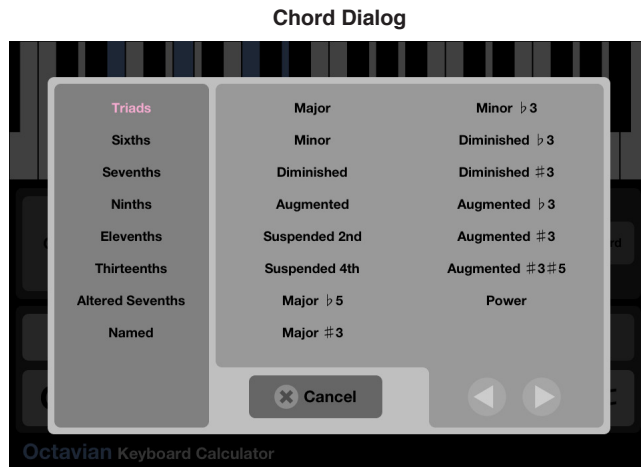 Chord Dialog
Triads
Sixths
Sevenths
Ninths
Elevenths
Thirteenths
Altered Sevenths
Named
Major
Minor
Diminished
Augmented
Suspended 2nd
Suspended 4th
Major ♭5
Major ♯3
Minor ♭3
Diminished ♭3
Diminished ♯3
Augmented ♭3
Augmented ♯3
Augmented ♯3♯5
Power
Cancel
Octavian Keyboard Calculator